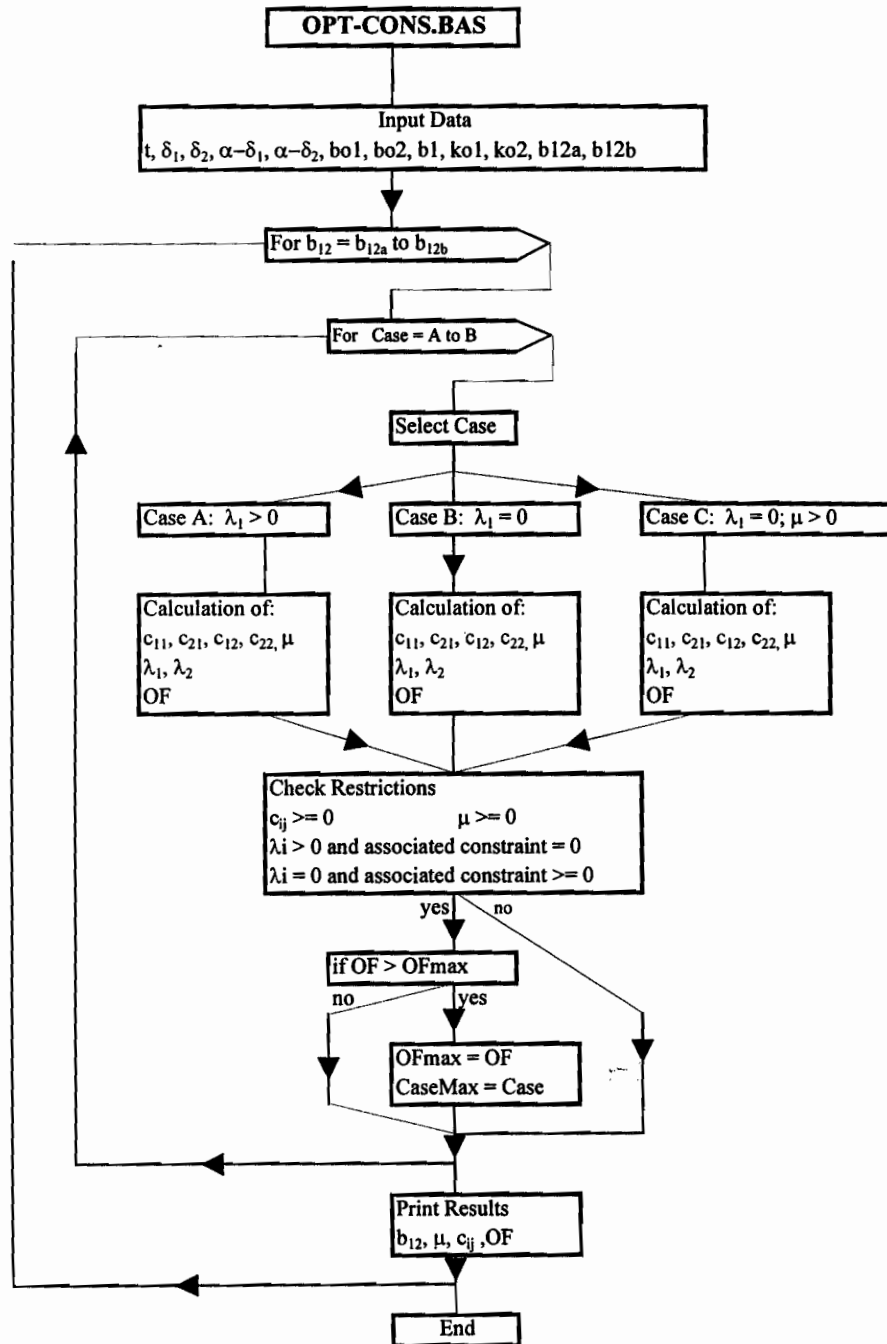 OPT-CONS.BAS
Input Data
t, δ₁, δ₂, α–δ₁, α–δ₂, bo1, bo2, b1, ko1, ko2, b12a, b12b
For b₁₂ = b₁₂ₐ to b₁₂b
For Case = A to B
Select Case
Case A: λ₁ > 0
Case B: λ₁ = 0
Case C: λ₁ = 0; μ > 0
Calculation of:
c₁₁, c₂₁, c₁₂, c₂₂, μ
λ₁, λ₂
OF
Calculation of:
c₁₁, c₂₁, c₁₂, c₂₂, μ
λ₁, λ₂
OF
Calculation of:
c₁₁, c₂₁, c₁₂, c₂₂, μ
λ₁, λ₂
OF
Check Restrictions
cᵢⱼ >= 0 μ >= 0
λi > 0 and associated constraint = 0
λi = 0 and associated constraint >= 0
yes no
if OF > OFmax
no yes
OFmax = OF
CaseMax = Case
Print Results
b₁₂, μ, cᵢⱼ ,OF
End